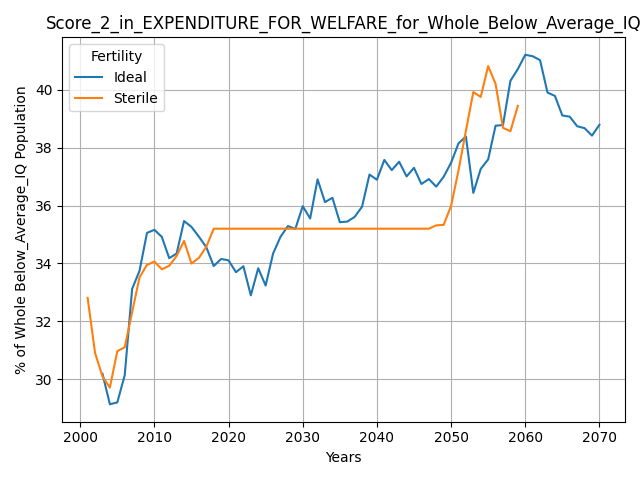 Score_2_in_EXPENDITURE_FOR_WELFARE_for_Whole_Below_Average_IQ
Fertility
Ideal
Sterile
% of Whole Below_Average_IQ Population
40
38
36
34
32
30
2000 2010 2020 2030 2040 2050 2060 2070
Years